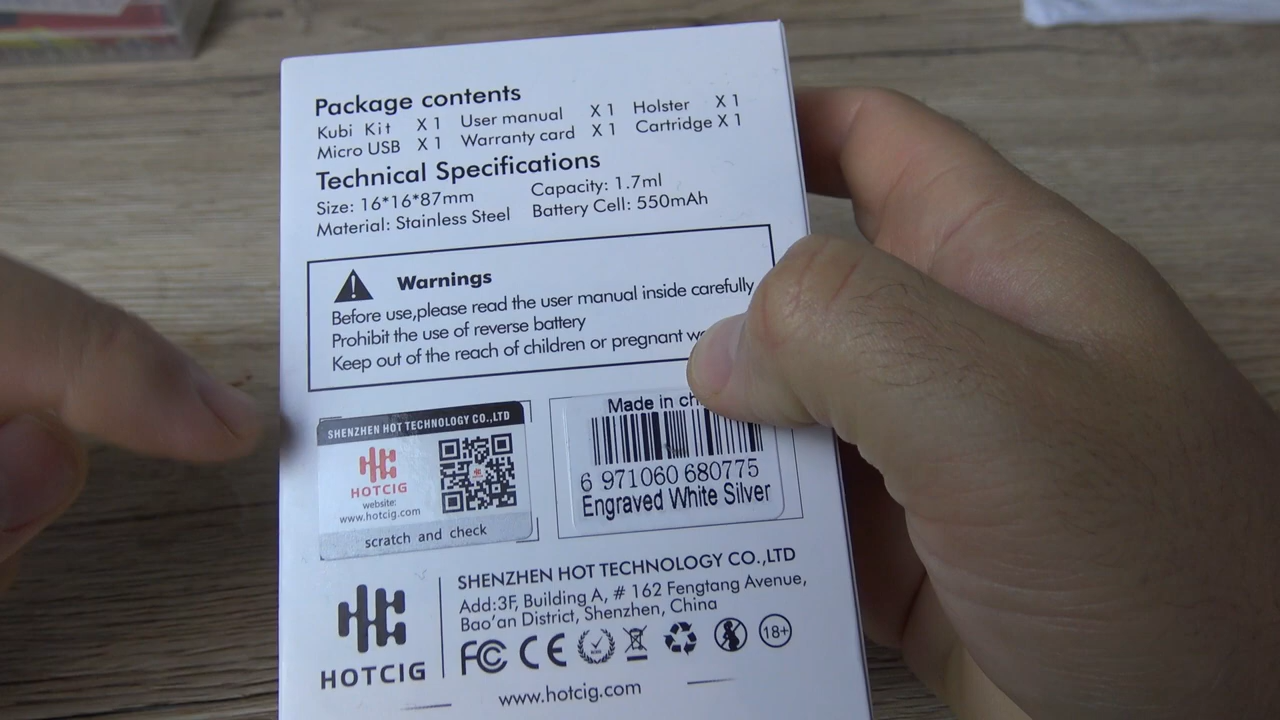 Package contents
Kubi Kit X 1 User manual X 1 Holster X 1
Micro USB X 1 Warranty card X 1 Cartridge X 1
Technical Specifications
Size: 16*16*87mm Capacity: 1.7ml
Material: Stainless Steel Battery Cell: 550mAh
Warnings
Before use,please read the user manual inside carefully
Prohibit the use of reverse battery
Keep out of the reach of children or pregnant
SHENZHEN HOT TECHNOLOGY CO.,LTD
HOTCIG
website:
www.hotcig.com
scratch and check
Made in
6 971060 680775
Engraved White Silver
HOTCIG
SHENZHEN HOT TECHNOLOGY CO.,LTD
Add:3F, Building A, # 162 Fengtang Avenue,
Bao'an District, Shenzhen, China
FC CE 18+
www.hotcig.com